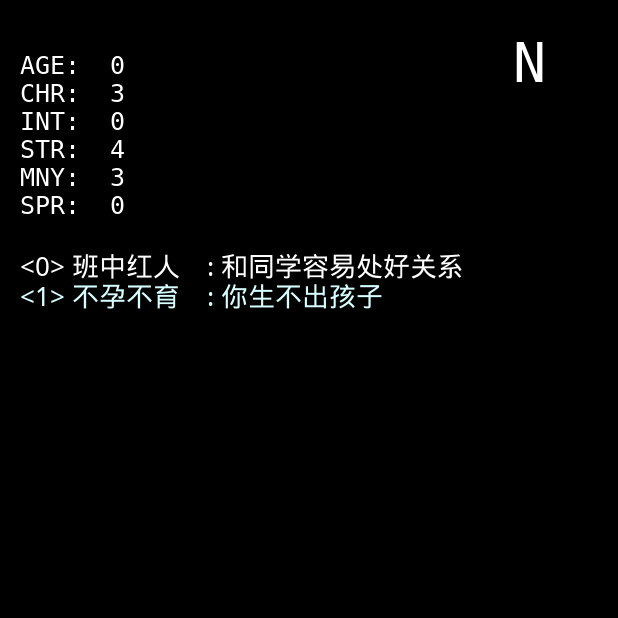 N
AGE: 0
CHR: 3
INT: 0
STR: 4
MNY: 3
SPR: 0
<0> 班中红人 : 和同学容易处好关系
<1> 不孕不育 : 你生不出孩子